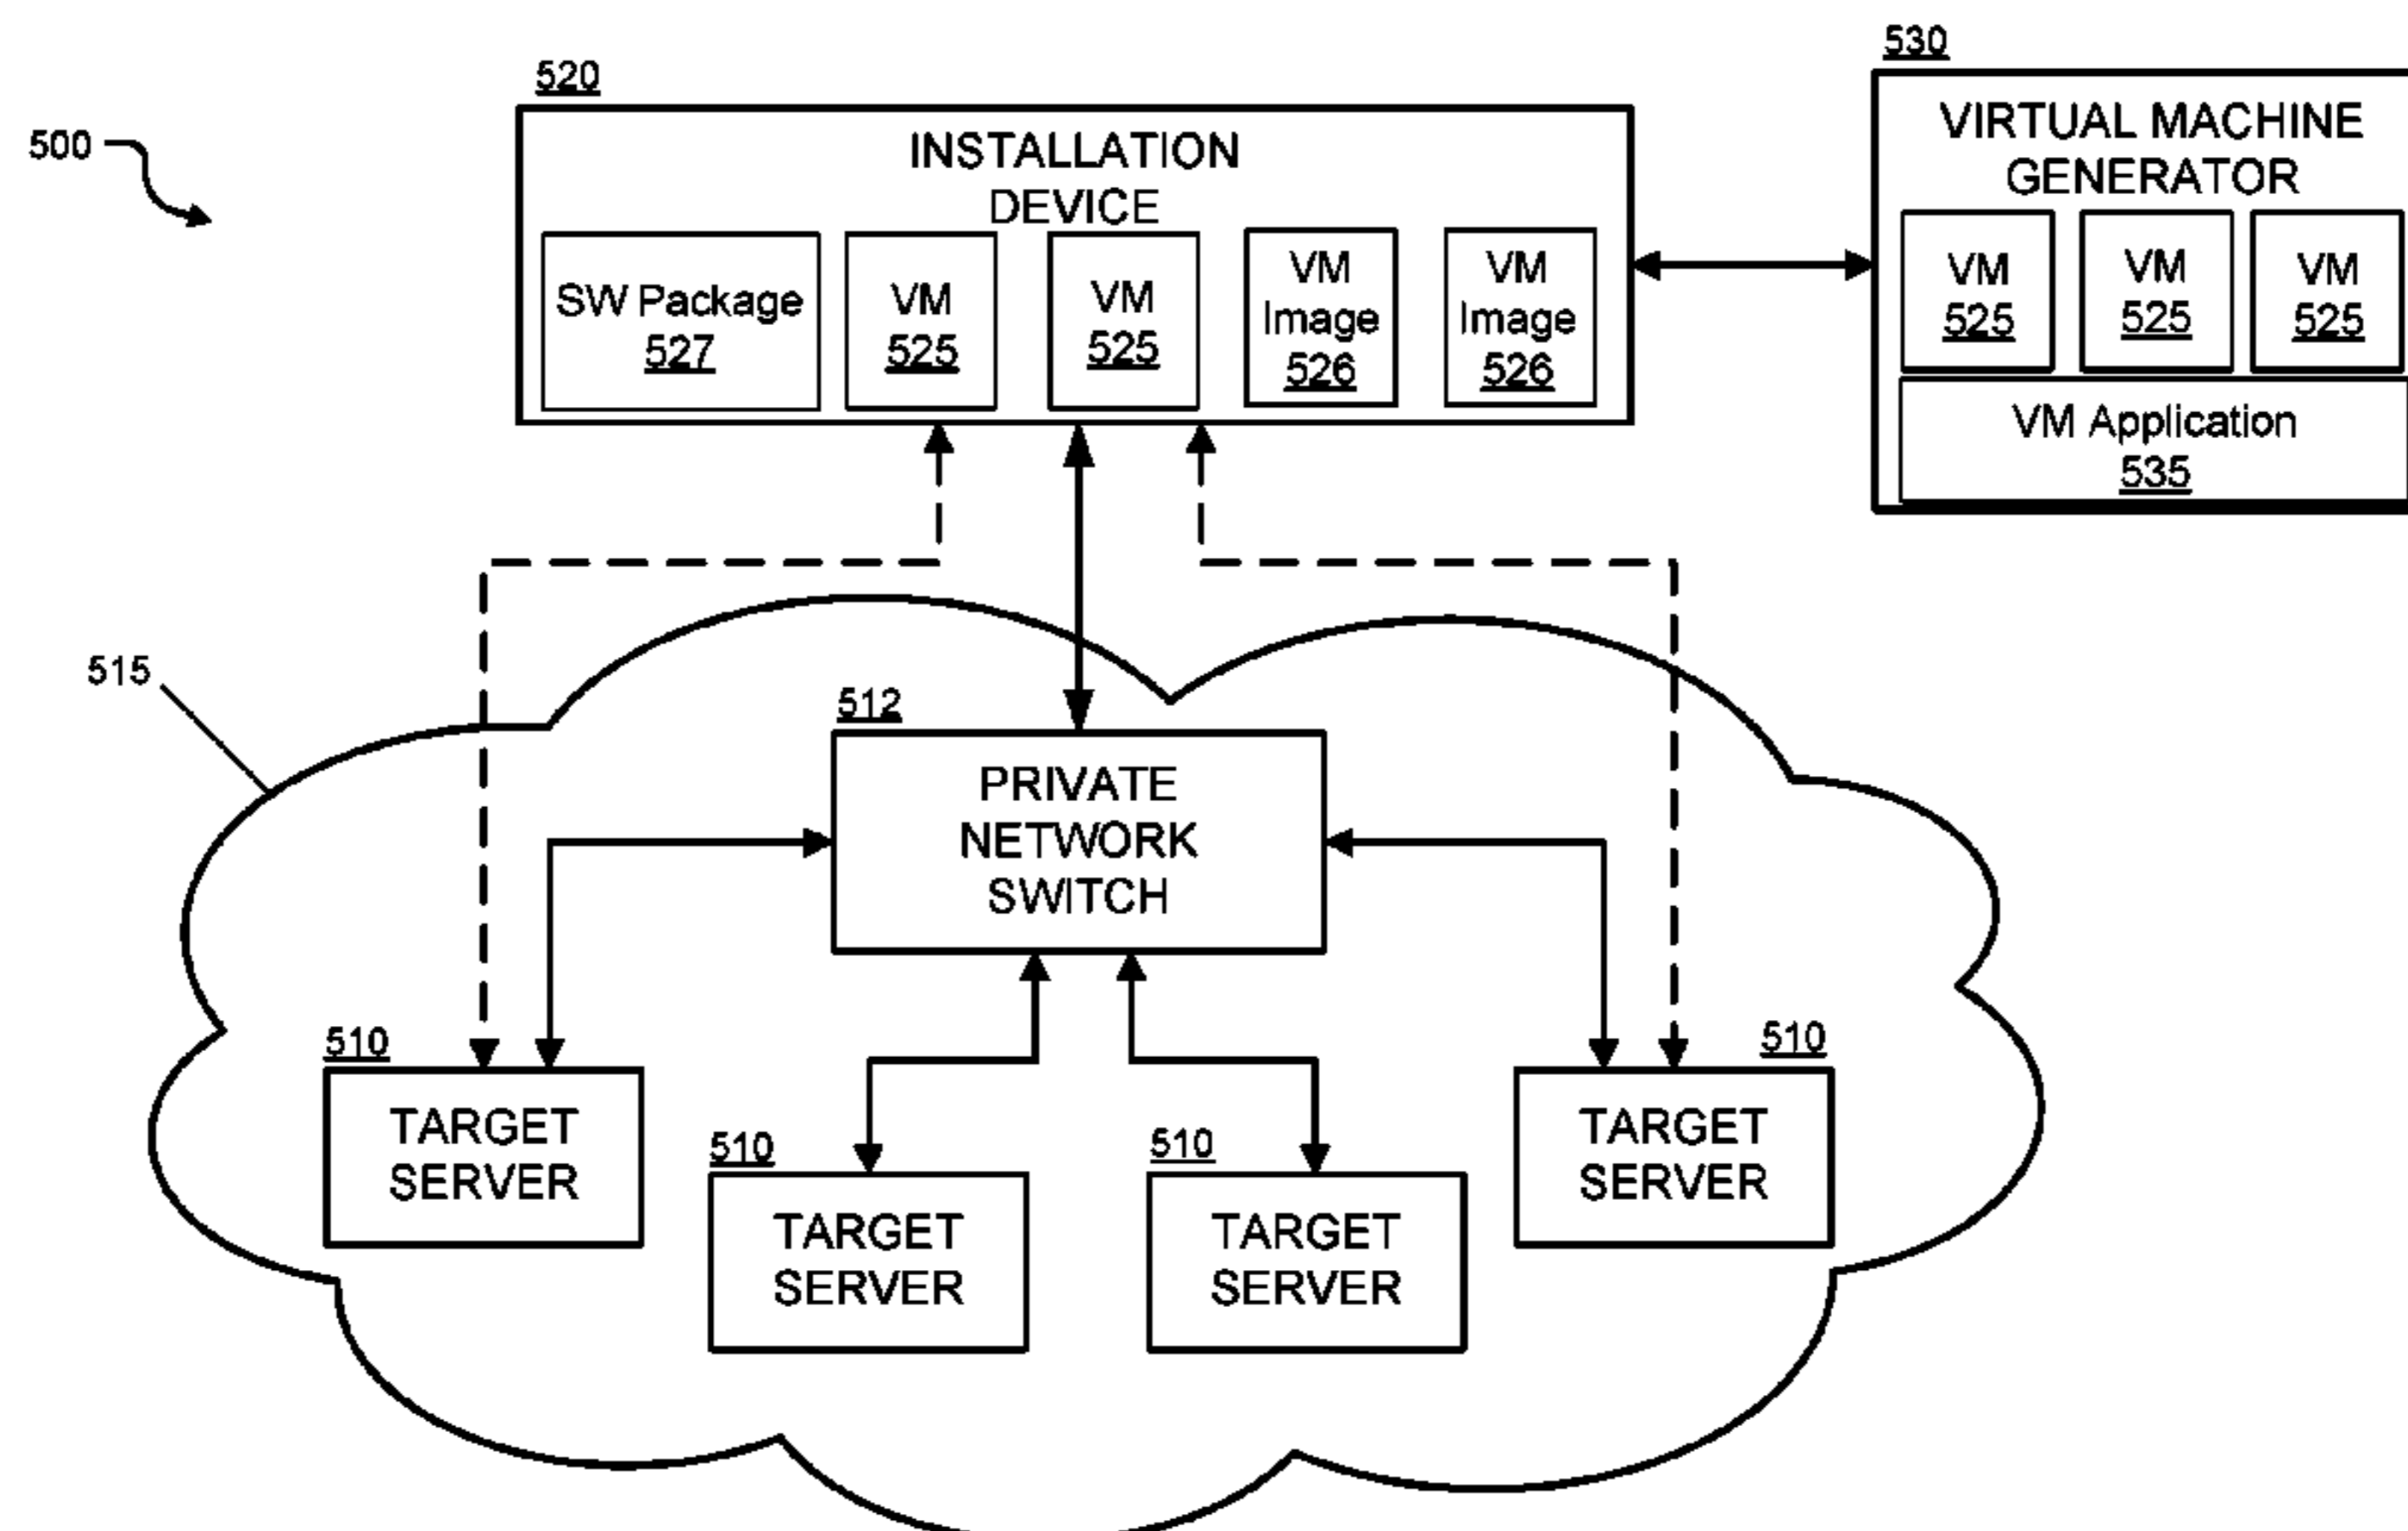 500
520
INSTALLATION
DEVICE
SW Package
527
VM
525
VM
525
VM
Image
526
VM
Image
526
530
VIRTUAL MACHINE
GENERATOR
VM
525
VM
525
VM
525
VM Application
535
515
512
PRIVATE
NETWORK
SWITCH
510
TARGET
SERVER
510
TARGET
SERVER
510
TARGET
SERVER
510
TARGET
SERVER